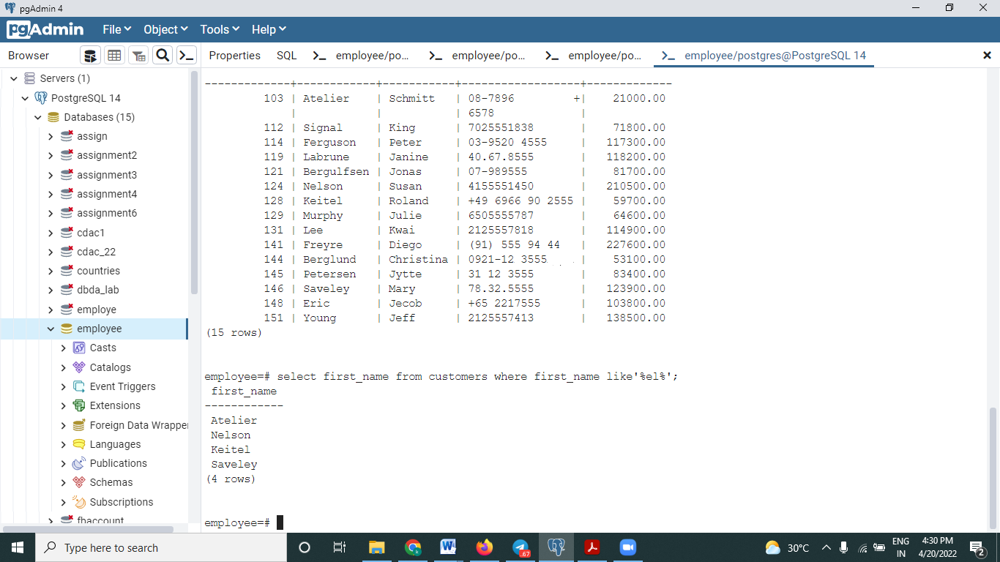 pgAdmin 4
pgAdmin File Object Tools Help
Browser
Properties SQL employee/po... employee/po... employee/po... employee/postgres@PostgreSQL 14
Servers (1)
PostgreSQL 14
Databases (15)
assign
assignment2
assignment3
assignment4
assignment6
cdac1
cdac_22
countries
dbda_lab
employe
employee
Casts
Catalogs
Event Triggers
Extensions
Foreign Data Wrappe
Languages
Publications
Schemas
Subscriptions
fbaccount
-------------+------------+-----------+------------------+-------------
103 | Atelier | Schmitt | 08-7896 +| 21000.00
| | | 6578 |
112 | Signal | King | 7025551838 | 71800.00
114 | Ferguson | Peter | 03-9520 4555 | 117300.00
119 | Labrune | Janine | 40.67.8555 | 118200.00
121 | Bergulfsen | Jonas | 07-989555 | 81700.00
124 | Nelson | Susan | 4155551450 | 210500.00
128 | Keitel | Roland | +49 6966 90 2555 | 59700.00
129 | Murphy | Julie | 6505555787 | 64600.00
131 | Lee | Kwai | 2125557818 | 114900.00
141 | Freyre | Diego | (91) 555 94 44 | 227600.00
144 | Berglund | Christina | 0921-12 3555 | 53100.00
145 | Petersen | Jytte | 31 12 3555 | 83400.00
146 | Saveley | Mary | 78.32.5555 | 123900.00
148 | Eric | Jecob | +65 2217555 | 103800.00
151 | Young | Jeff | 2125557413 | 138500.00
(15 rows)
employee=# select first_name from customers where first_name like'%el%';
first_name
------------
Atelier
Nelson
Keitel
Saveley
(4 rows)
employee=#
Type here to search
.67
30°C
ENG
IN
4:30 PM
4/20/2022
2